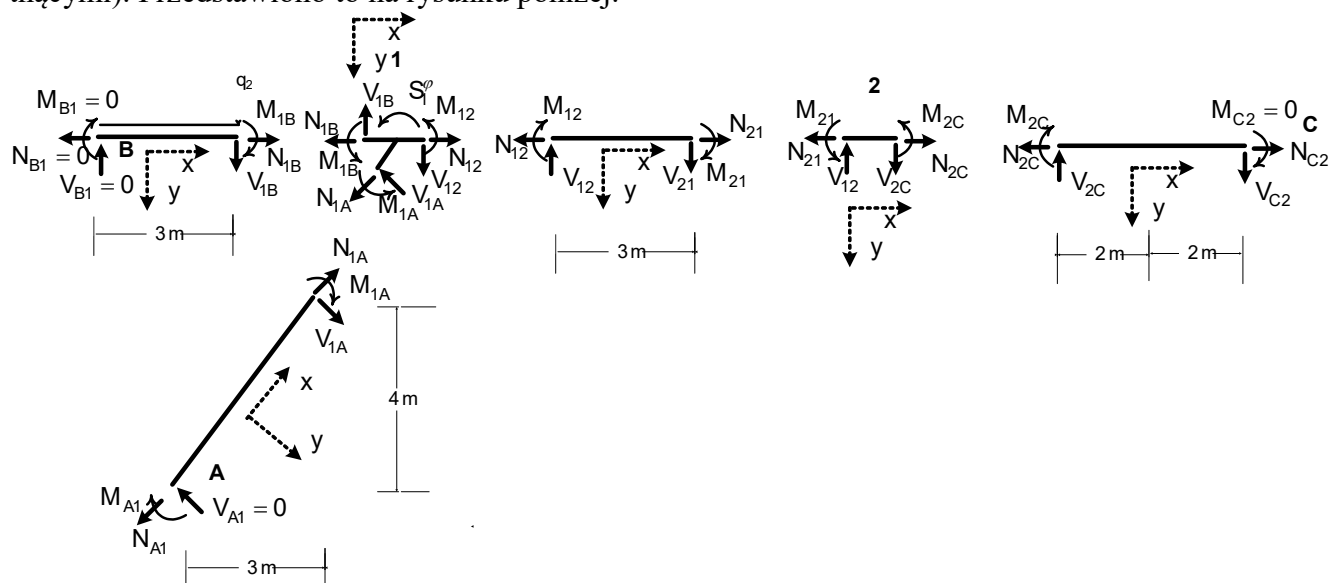 tnącymi). Przedstawiono to na rysunku poniżej.
x
y 1
q₂
M_B1 = 0
M_1B
N_B1 = 0
B
x
N_1B
V_B1 = 0
y
V_1B
3 m
V_1B
S_1^φ
M_12
N_1B
M_1B
N_12
V_12
N_1A
M_1A
V_1A
M_12
N_12
V_12
x
y
V_21
N_21
M_21
3 m
2
M_21
M_2C
N_21
V_12
V_2C
N_2C
x
y
M_2C
M_C2 = 0
C
N_2C
V_2C
x
y
N_C2
V_C2
2 m
2 m
N_1A
M_1A
V_1A
x
y
4 m
A
M_A1
V_A1 = 0
N_A1
3 m